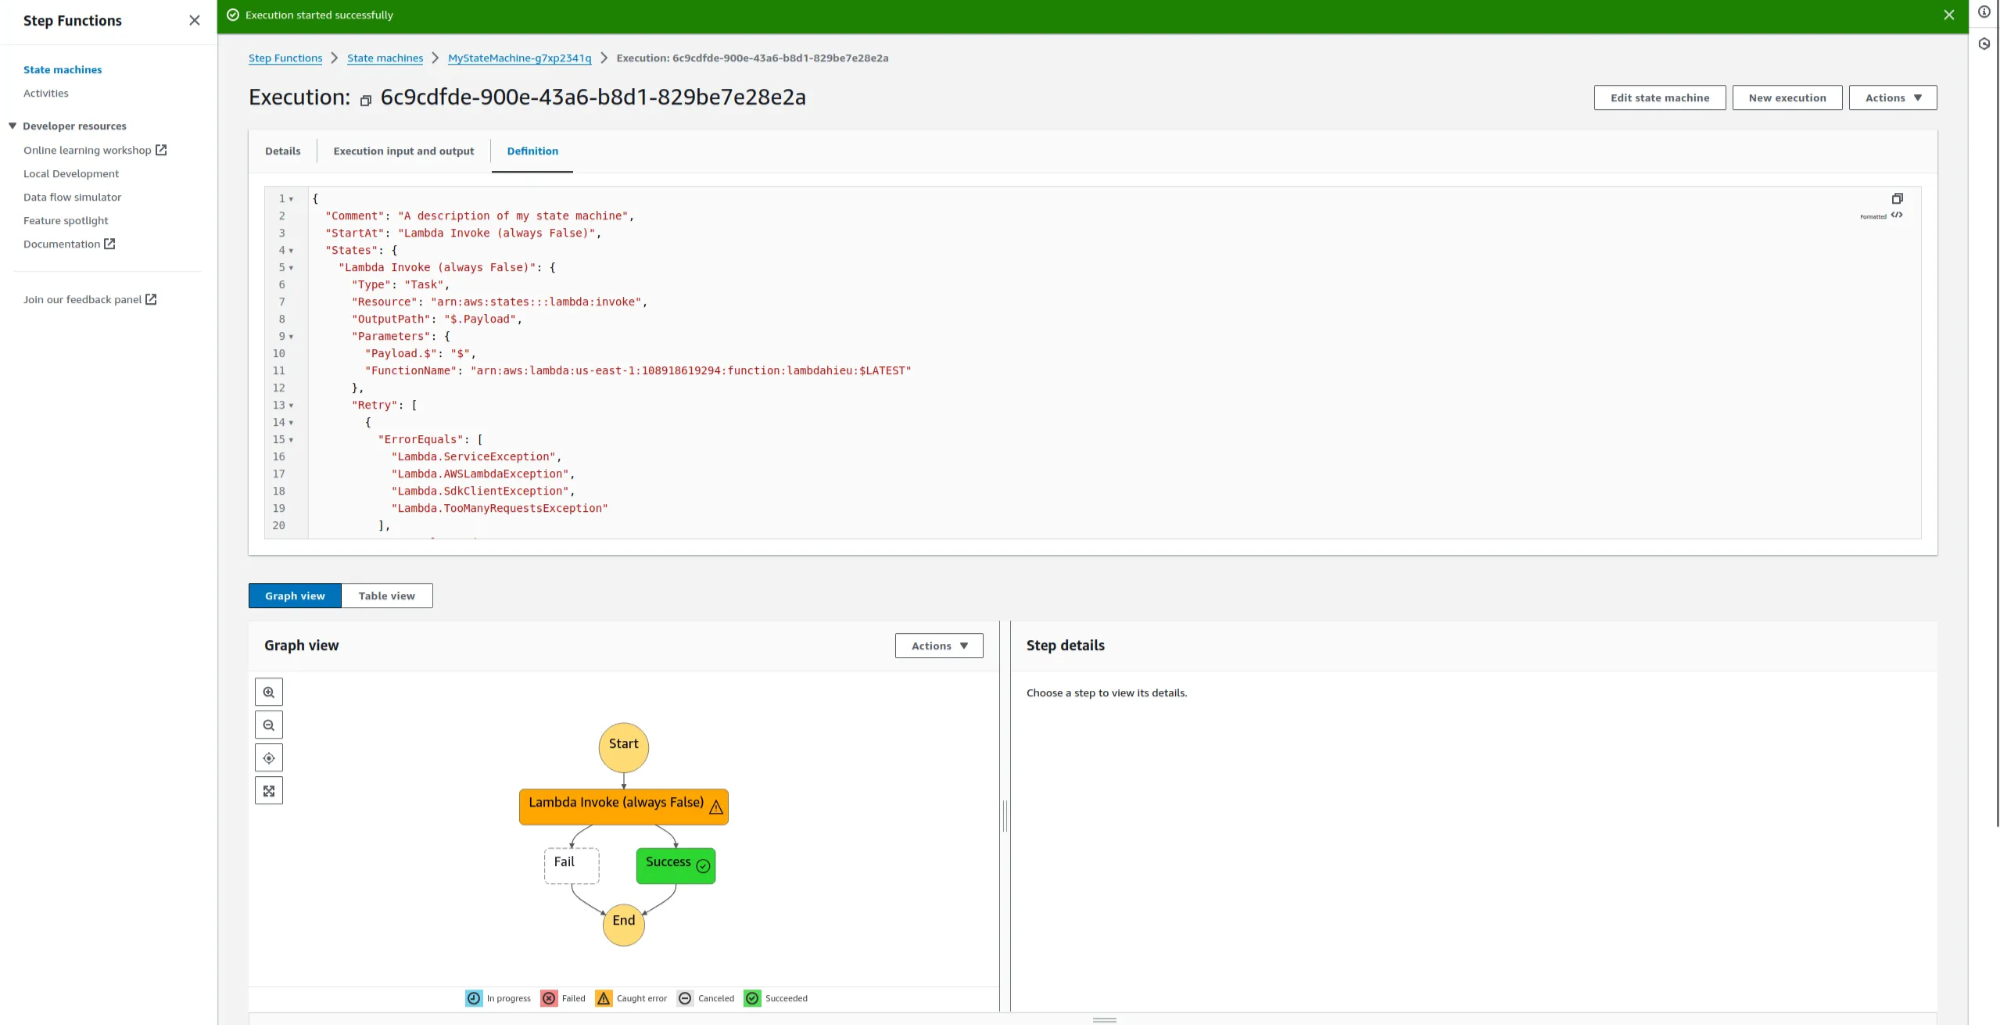 Step Functions
State machines
Activities
Developer resources
Online learning workshop
Local Development
Data flow simulator
Feature spotlight
Documentation
Join our feedback panel
Execution started successfully
Step Functions > State machines > MyStateMachine-g7xp2341q > Execution: 6c9cdfde-900e-43a6-b8d1-829be7e28e2a
Execution: 6c9cdfde-900e-43a6-b8d1-829be7e28e2a
Edit state machine New execution Actions
Details Execution input and output Definition
1 {
2 "Comment": "A description of my state machine",
3 "StartAt": "Lambda Invoke (always False)",
4 "States": {
5 "Lambda Invoke (always False)": {
6 "Type": "Task",
7 "Resource": "arn:aws:states:::lambda:invoke",
8 "OutputPath": "$.Payload",
9 "Parameters": {
10 "Payload.$": "$",
11 "FunctionName": "arn:aws:lambda:us-east-1:108918619294:function:lambdahieu:$LATEST"
12 },
13 "Retry": [
14 {
15 "ErrorEquals": [
16 "Lambda.ServiceException",
17 "Lambda.AWSLambdaException",
18 "Lambda.SdkClientException",
19 "Lambda.TooManyRequestsException"
20 ],
Formatted </>
Graph view Table view
Graph view Actions
Start
Lambda Invoke (always False)
Fail Success
End
In progress Failed Caught error Canceled Succeeded
Step details
Choose a step to view its details.